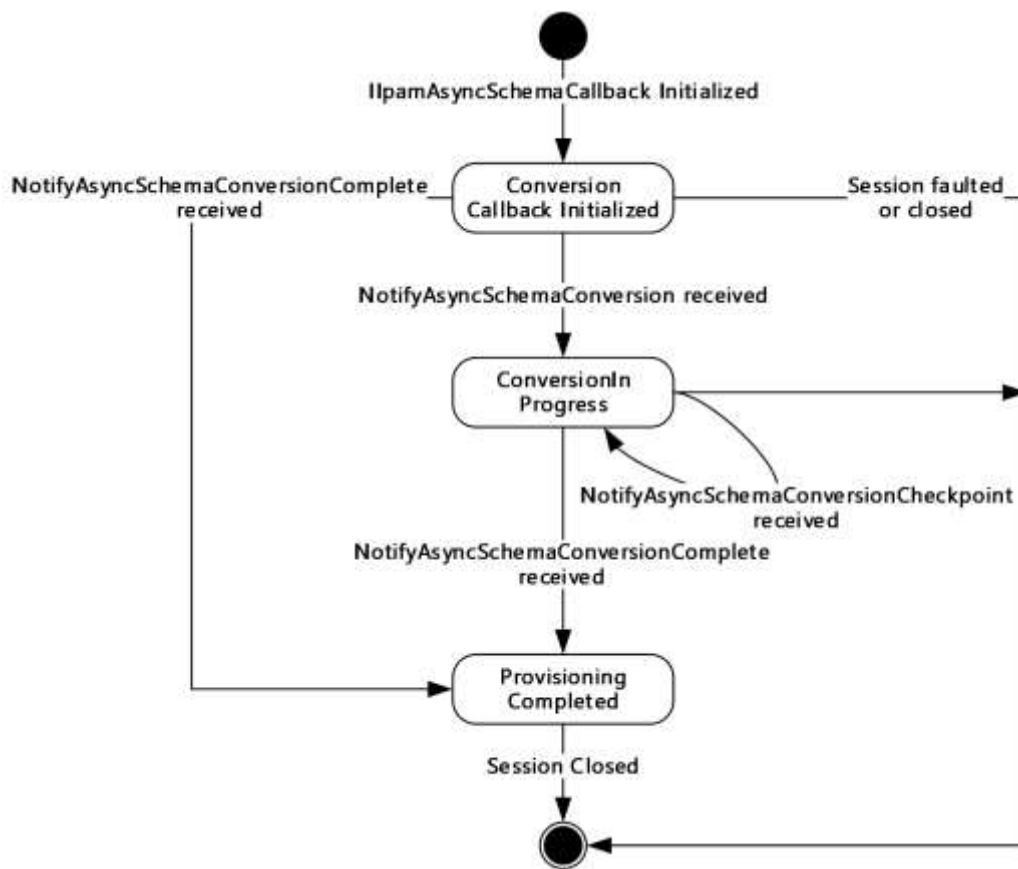 IIpamAsyncSchemaCallback Initialized
NotifyAsyncSchemaConversionComplete
received
Conversion
Callback Initialized
Session faulted
or closed
NotifyAsyncSchemaConversion received
ConversionIn
Progress
NotifyAsyncSchemaConversionCheckpoint
received
NotifyAsyncSchemaConversionComplete
received
Provisioning
Completed
Session Closed